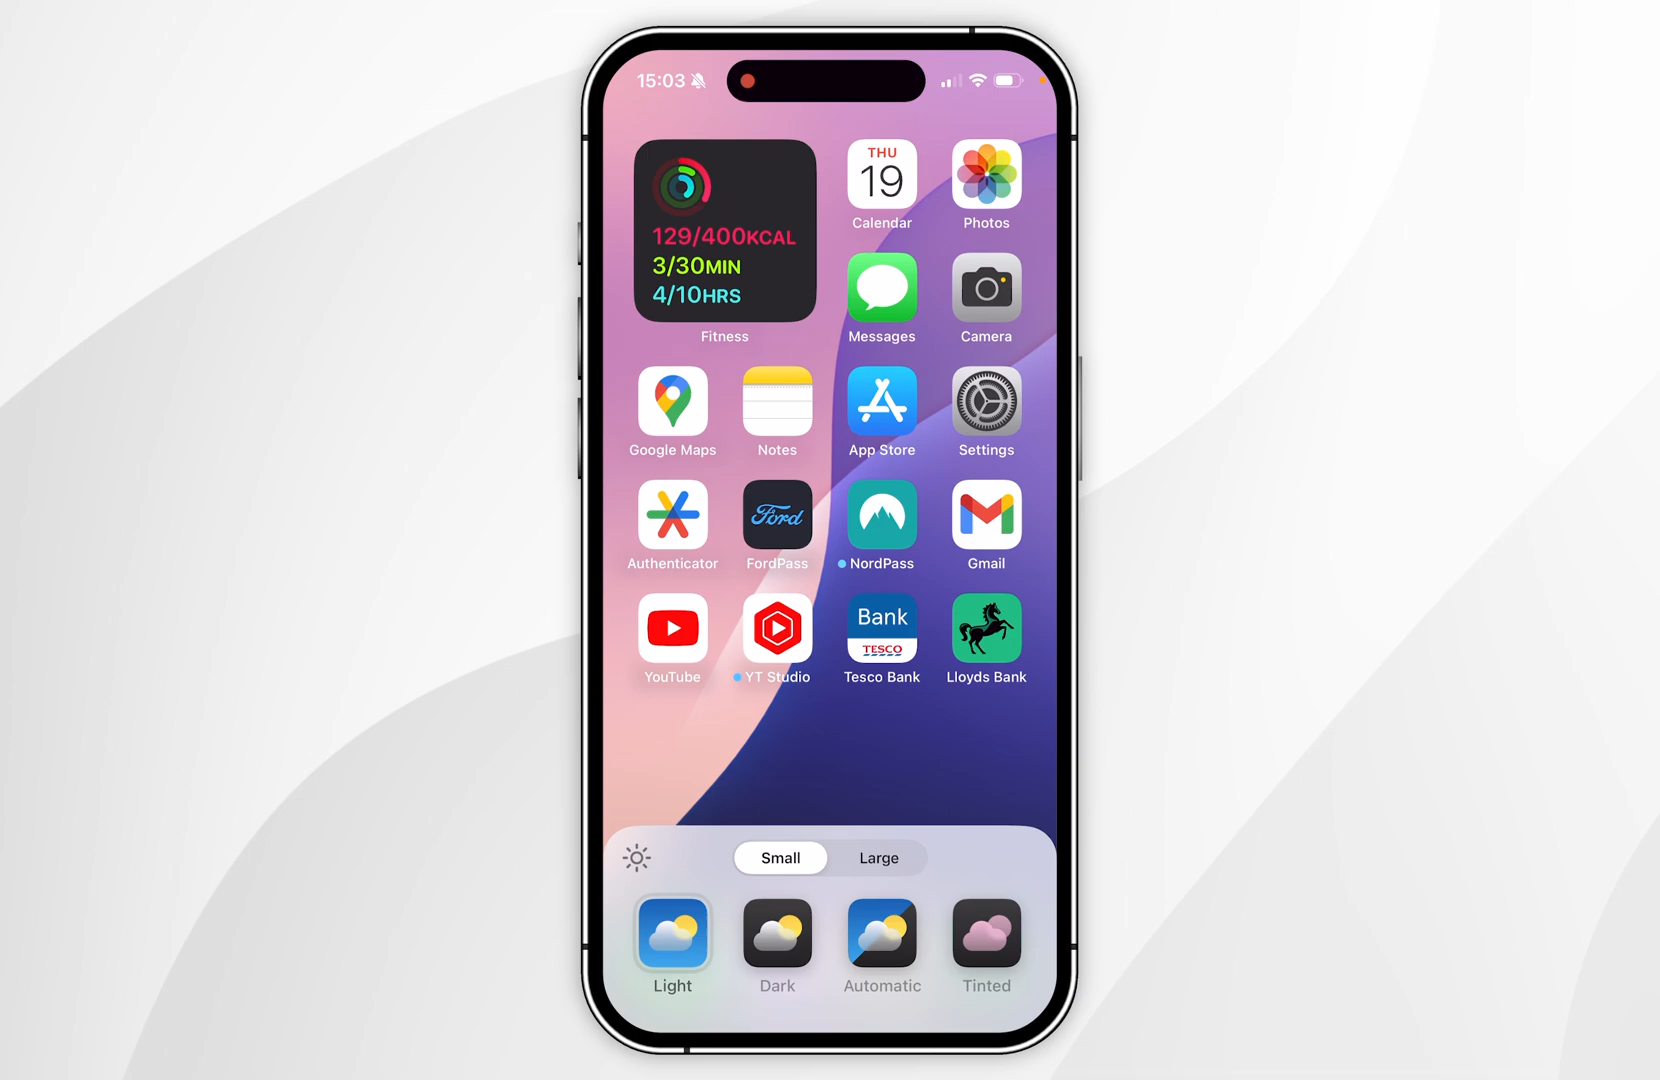 15:03
129/400KCAL
3/30MIN
4/10HRS
Fitness
THU
19
Calendar
Photos
Messages
Camera
Google Maps
Notes
App Store
Settings
Authenticator
Ford
FordPass
NordPass
Gmail
YouTube
YT Studio
Bank
TESCO
Tesco Bank
Lloyds Bank
Small
Large
Light
Dark
Automatic
Tinted